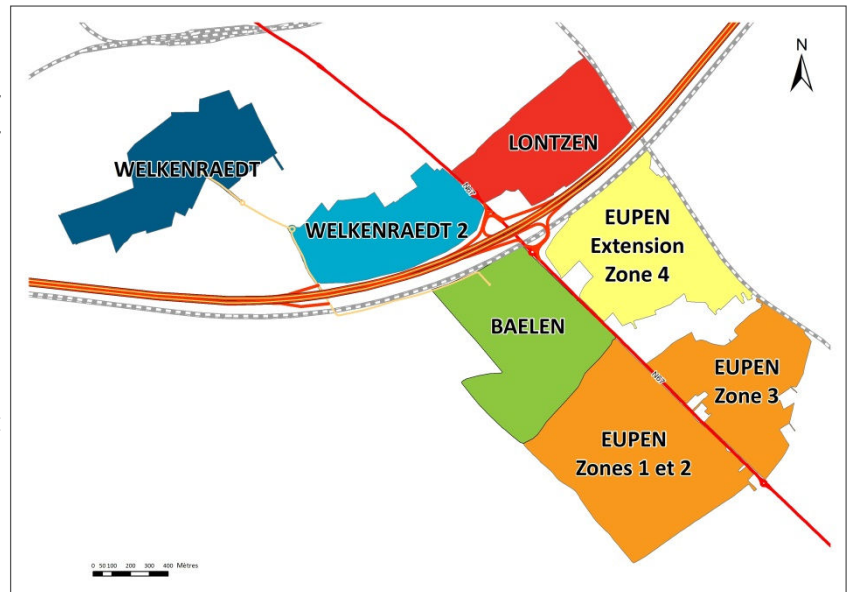 N
LONTZEN
WELKENRAEDT
N67
EUPEN
Extension
Zone 4
WELKENRAEDT 2
BAELEN
EUPEN
Zone 3
N67
EUPEN
Zones 1 et 2
0 50 100 200 300 400 Mètres